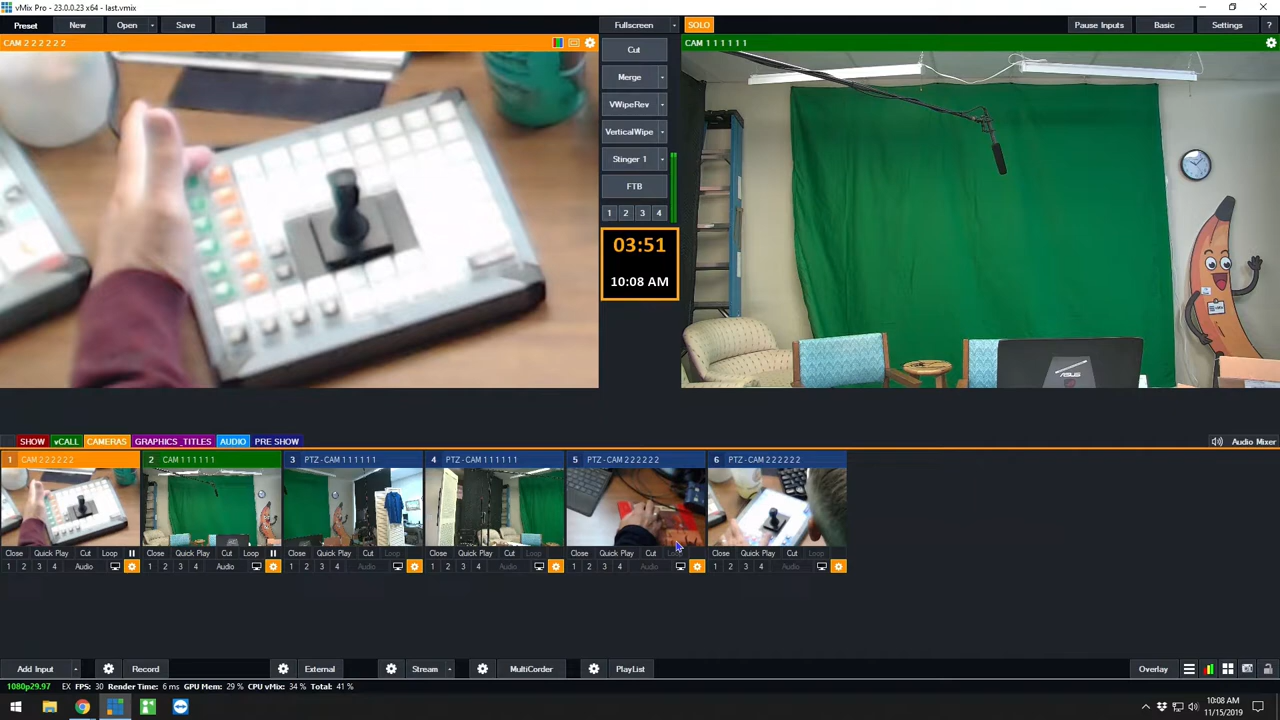 vMix Pro - 23.0.0.23 x64 - last.vmix
Preset New Open Save Last Fullscreen SOLO Pause Inputs Basic Settings ?
CAM 2 2 2 2 2 2
CAM 1 1 1 1 1 1
Cut
Merge
VWipeRev
VerticalWipe
Stinger 1
FTB
1 2 3 4
03:51
10:08 AM
ASUS
SHOW vCALL CAMERAS GRAPHICS_TITLES AUDIO PRE SHOW Audio Mixer
1 CAM 2 2 2 2 2 2 2 CAM 1 1 1 1 1 1 3 PTZ - CAM 1 1 1 1 1 1 4 PTZ - CAM 1 1 1 1 1 1 5 PTZ - CAM 2 2 2 2 2 2 6 PTZ - CAM 2 2 2 2 2 2
Close Quick Play Cut Loop Close Quick Play Cut Loop Close Quick Play Cut Loop Close Quick Play Cut Loop Close Quick Play Cut Loop Close Quick Play Cut Loop
1 2 3 4 Audio 1 2 3 4 Audio 1 2 3 4 Audio 1 2 3 4 Audio 1 2 3 4 Audio 1 2 3 4 Audio
Add Input Record External Stream MultiCorder PlayList Overlay
1080p29.97 EX FPS: 30 Render Time: 6 ms GPU Mem: 29 % CPU vMix: 34 % Total: 41 %
10:08 AM
11/15/2019